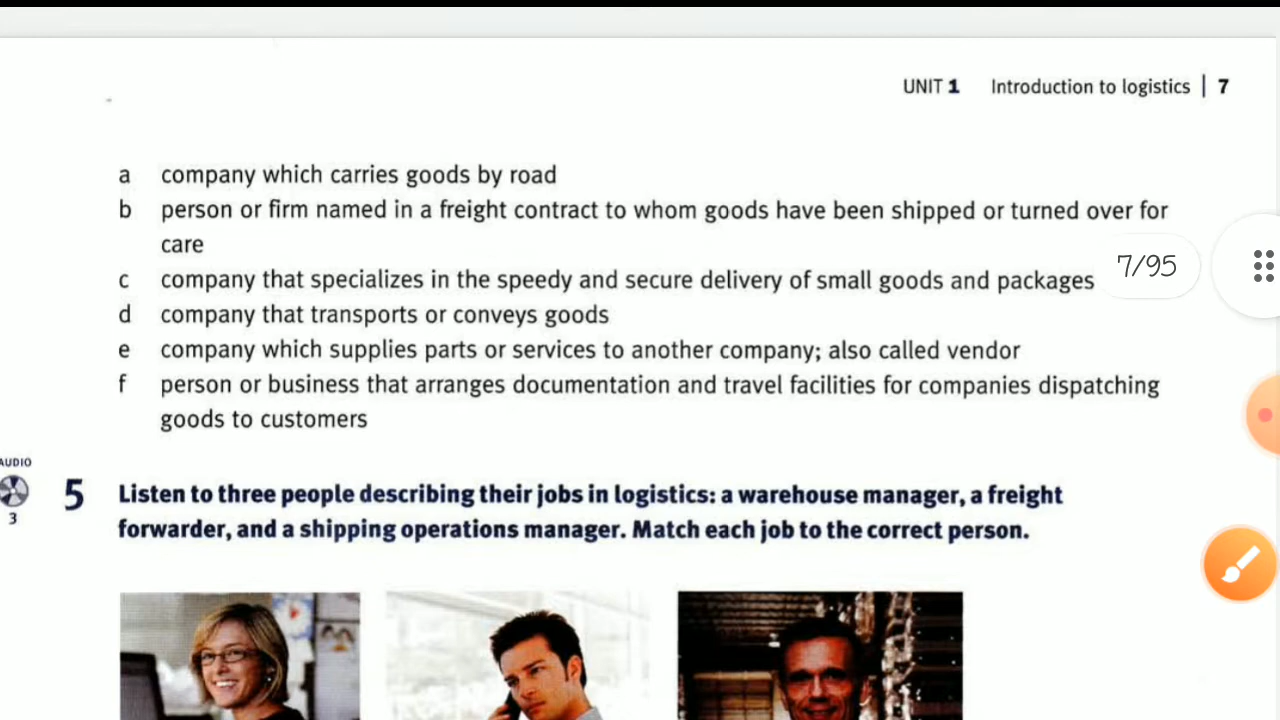 UNIT 1 Introduction to logistics | 7
a company which carries goods by road
b person or firm named in a freight contract to whom goods have been shipped or turned over for
care
7/95
c company that specializes in the speedy and secure delivery of small goods and packages
d company that transports or conveys goods
e company which supplies parts or services to another company; also called vendor
f person or business that arranges documentation and travel facilities for companies dispatching
goods to customers
AUDIO
3
5 Listen to three people describing their jobs in logistics: a warehouse manager, a freight
forwarder, and a shipping operations manager. Match each job to the correct person.